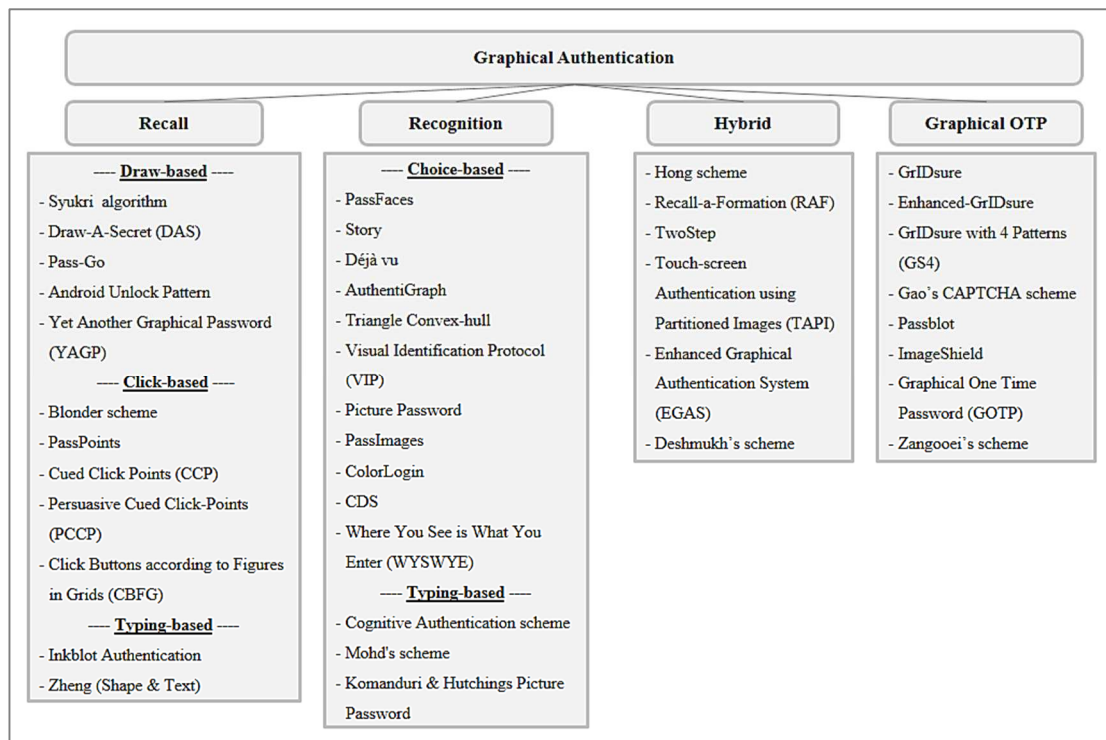 Graphical Authentication
Recall
---- Draw-based ----
- Syukri algorithm
- Draw-A-Secret (DAS)
- Pass-Go
- Android Unlock Pattern
- Yet Another Graphical Password
(YAGP)
---- Click-based ----
- Blonder scheme
- PassPoints
- Cued Click Points (CCP)
- Persuasive Cued Click-Points
(PCCP)
- Click Buttons according to Figures
in Grids (CBFG)
---- Typing-based ----
- Inkblot Authentication
- Zheng (Shape & Text)
Recognition
---- Choice-based ----
- PassFaces
- Story
- Déjà vu
- AuthentiGraph
- Triangle Convex-hull
- Visual Identification Protocol
(VIP)
- Picture Password
- PassImages
- ColorLogin
- CDS
- Where You See is What You
Enter (WYSWYE)
---- Typing-based ----
- Cognitive Authentication scheme
- Mohd's scheme
- Komanduri & Hutchings Picture
Password
Hybrid
- Hong scheme
- Recall-a-Formation (RAF)
- TwoStep
- Touch-screen
Authentication using
Partitioned Images (TAPI)
- Enhanced Graphical
Authentication System
(EGAS)
- Deshmukh's scheme
Graphical OTP
- GrIDsure
- Enhanced-GrIDsure
- GrIDsure with 4 Patterns
(GS4)
- Gao's CAPTCHA scheme
- Passblot
- ImageShield
- Graphical One Time
Password (GOTP)
- Zangooei's scheme